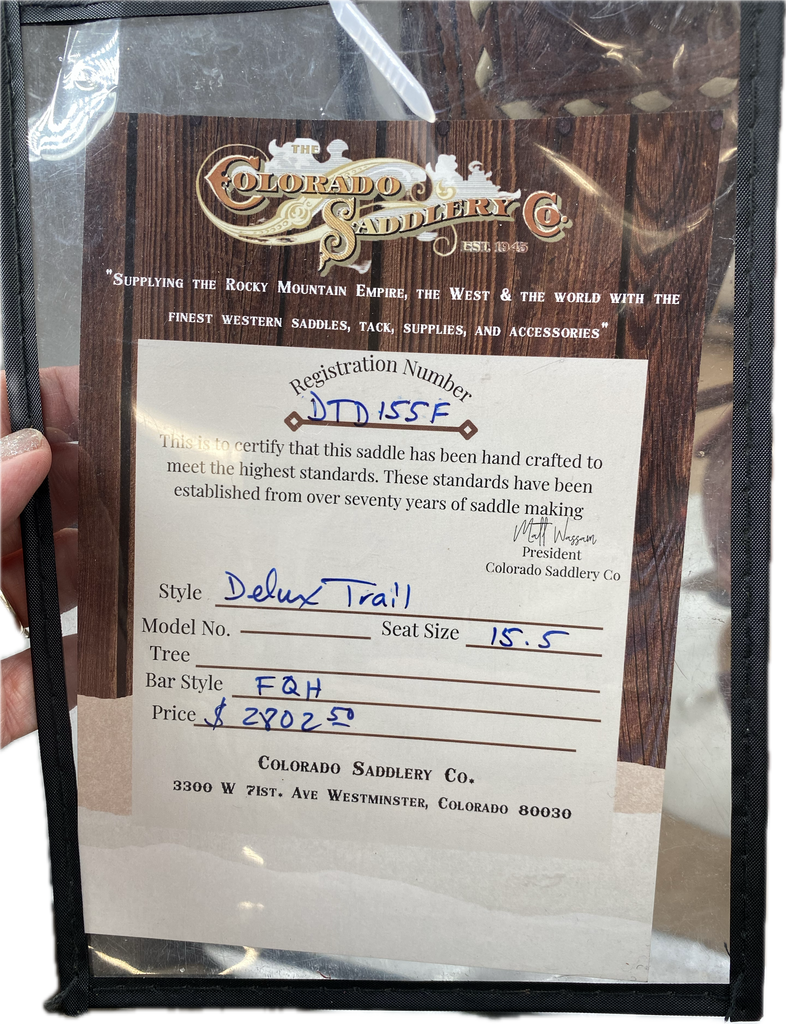 THE
COLORADO
SADDLERY CO.
EST. 1945
"SUPPLYING THE ROCKY MOUNTAIN EMPIRE, THE WEST & THE WORLD WITH THE
FINEST WESTERN SADDLES, TACK, SUPPLIES, AND ACCESSORIES"
Registration Number
DTD155F
This is to certify that this saddle has been hand crafted to
meet the highest standards. These standards have been
established from over seventy years of saddle making
Matt Wassam
President
Colorado Saddlery Co
Style Delux Trail
Model No. Seat Size 15.5
Tree
Bar Style FQH
Price $ 2802 50
COLORADO SADDLERY CO.
3300 W 71ST. AVE WESTMINSTER, COLORADO 80030